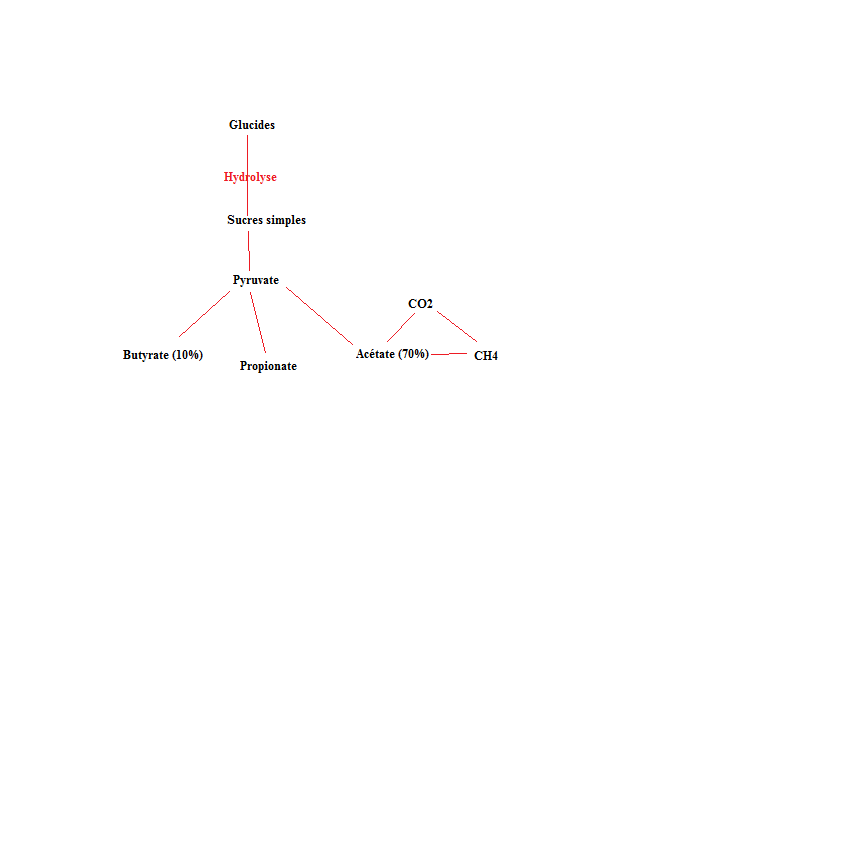 Glucides
Hydrolyse
Sucres simples
Pyruvate
CO2
Butyrate (10%)
Propionate
Acétate (70%)
CH4